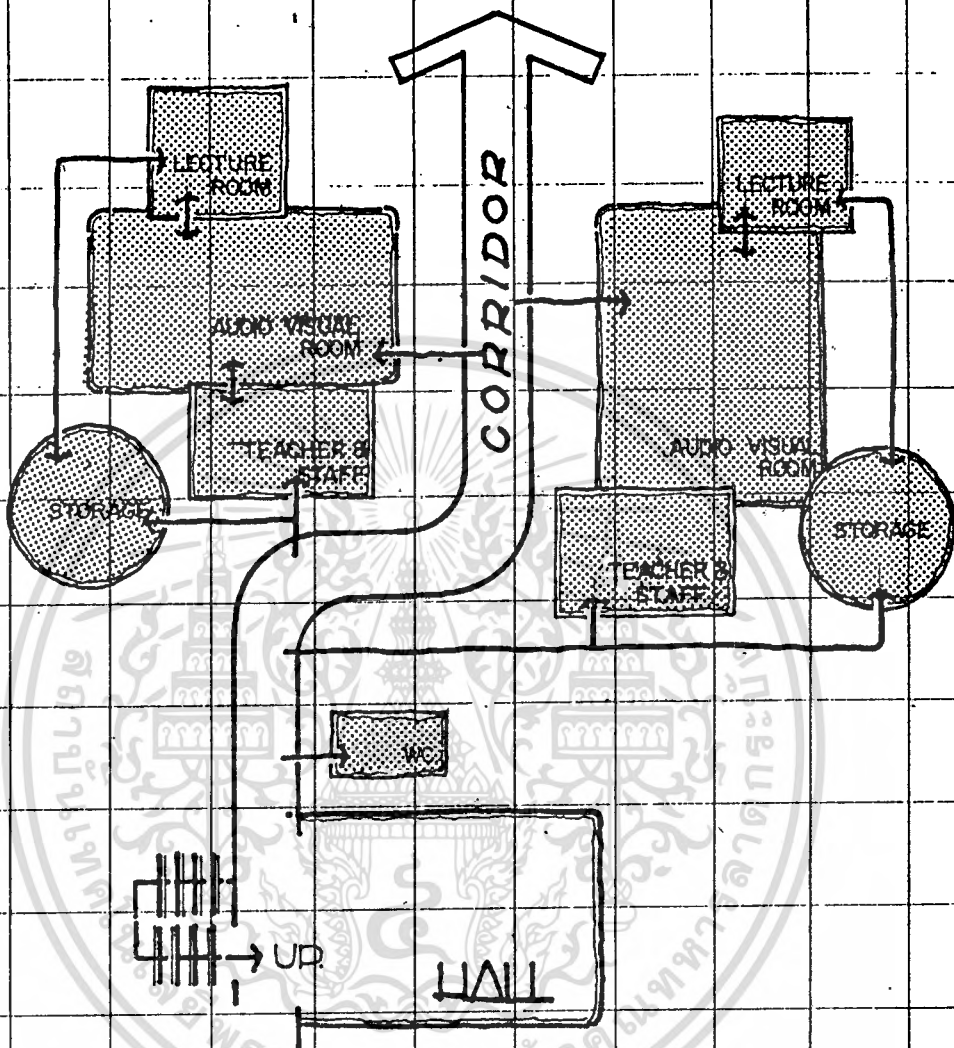 LECTURE
ROOM
AUDIO VISUAL
ROOM
TEACHER &
STAFF
STORAGE
CORRIDOR
LECTURE
ROOM
AUDIO VISUAL
ROOM
TEACHER &
STAFF
STORAGE
WC
UP.
HALL